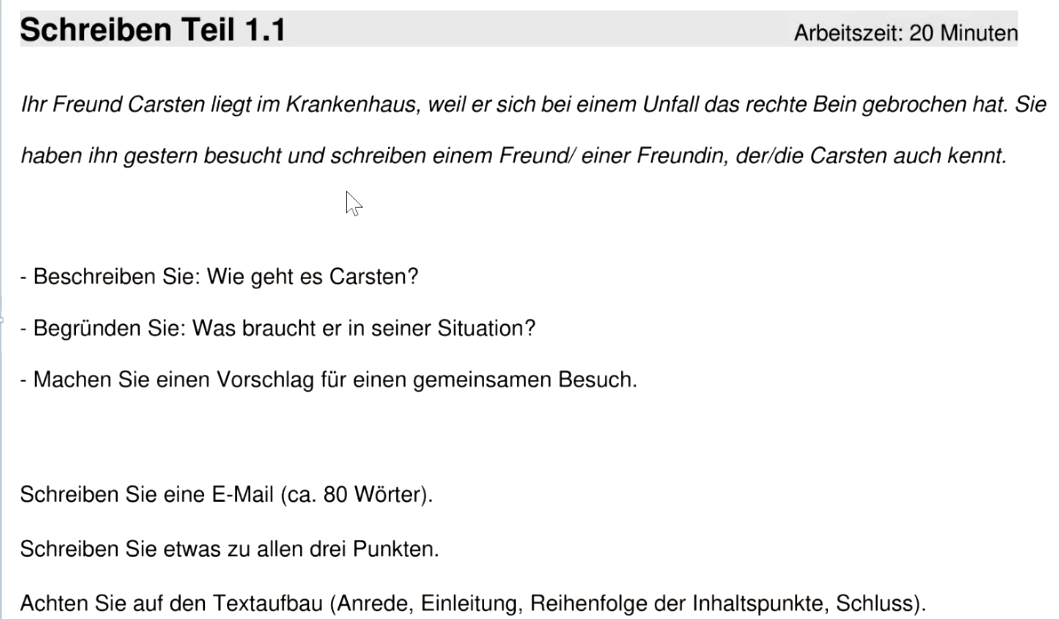 Schreiben Teil 1.1 Arbeitszeit: 20 Minuten
Ihr Freund Carsten liegt im Krankenhaus, weil er sich bei einem Unfall das rechte Bein gebrochen hat. Sie
haben ihn gestern besucht und schreiben einem Freund/ einer Freundin, der/die Carsten auch kennt.
- Beschreiben Sie: Wie geht es Carsten?
- Begründen Sie: Was braucht er in seiner Situation?
- Machen Sie einen Vorschlag für einen gemeinsamen Besuch.
Schreiben Sie eine E-Mail (ca. 80 Wörter).
Schreiben Sie etwas zu allen drei Punkten.
Achten Sie auf den Textaufbau (Anrede, Einleitung, Reihenfolge der Inhaltspunkte, Schluss).